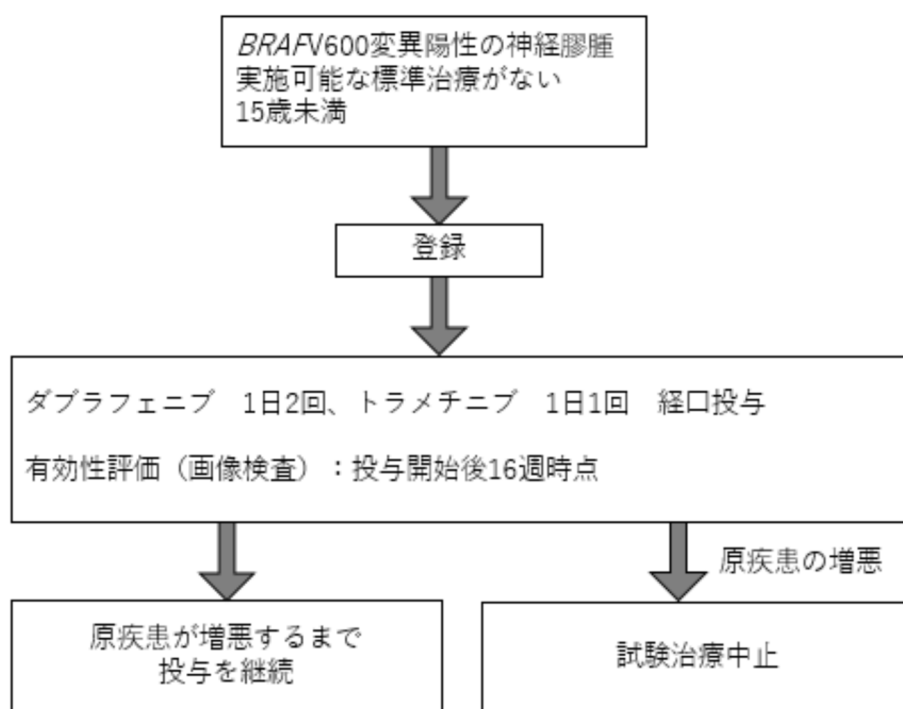 BRAFV600変異陽性の神経膠腫
実施可能な標準治療がない
15歳未満
登録
ダブラフェニブ　1日2回、トラメチニブ　1日1回　経口投与
有効性評価（画像検査）：投与開始後16週時点
原疾患の増悪
原疾患が増悪するまで
投与を継続
試験治療中止